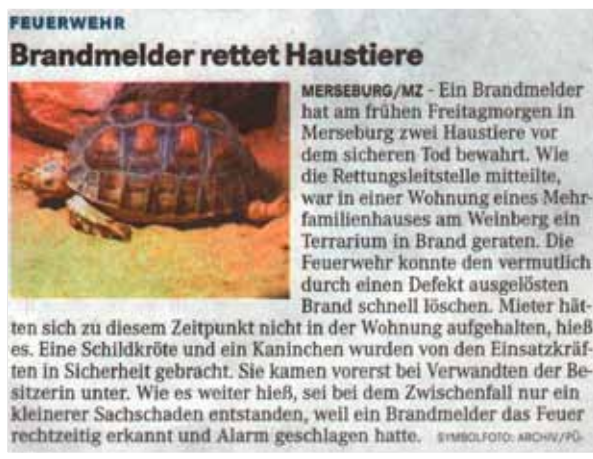 FEUERWEHR
Brandmelder rettet Haustiere
MERSEBURG/MZ - Ein Brandmelder
hat am frühen Freitagmorgen in
Merseburg zwei Haustiere vor
dem sicheren Tod bewahrt. Wie
die Rettungsleitstelle mitteilte,
war in einer Wohnung eines Mehr-
familienhauses am Weinberg ein
Terrarium in Brand geraten. Die
Feuerwehr konnte den vermutlich
durch einen Defekt ausgelösten
Brand schnell löschen. Mieter hät-
ten sich zu diesem Zeitpunkt nicht in der Wohnung aufgehalten, hieß
es. Eine Schildkröte und ein Kaninchen wurden von den Einsatzkräf-
ten in Sicherheit gebracht. Sie kamen vorerst bei Verwandten der Be-
sitzerin unter. Wie es weiter hieß, sei bei dem Zwischenfall nur ein
kleinerer Sachschaden entstanden, weil ein Brandmelder das Feuer
rechtzeitig erkannt und Alarm geschlagen hatte. SYMBOLFOTO: ARCHIV/PÜ-